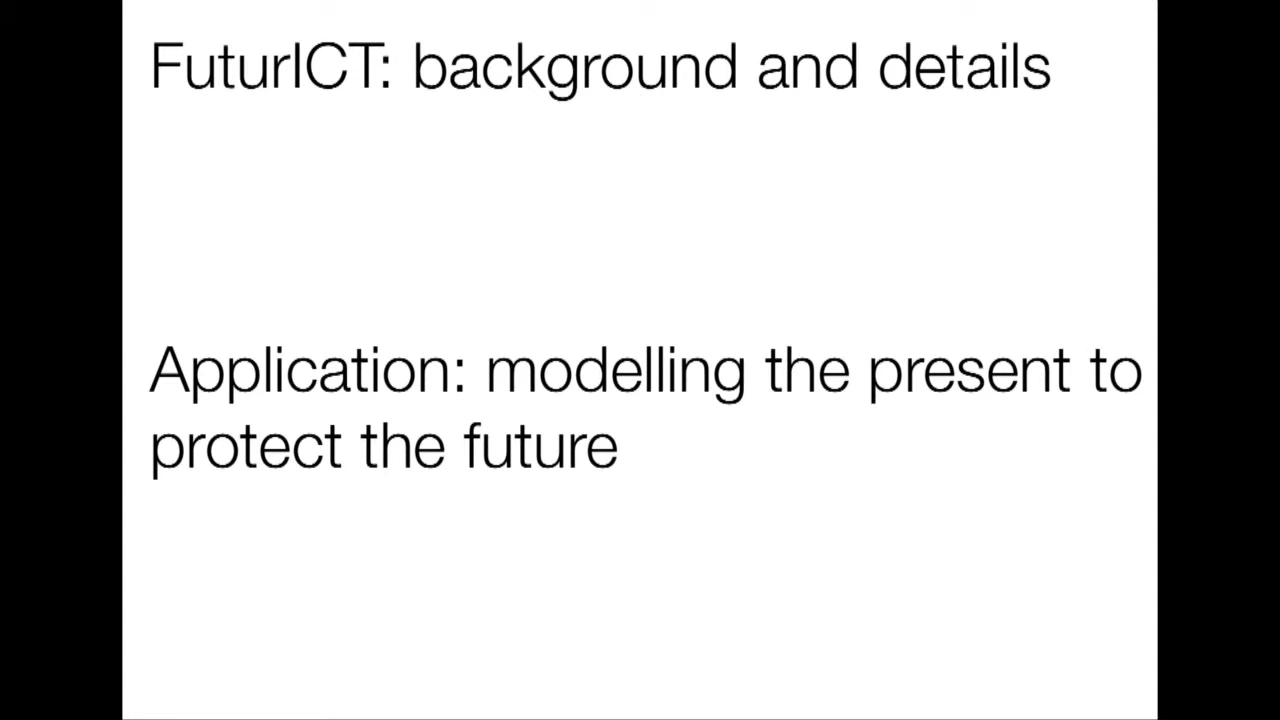 FuturICT: background and details
Application: modelling the present to
protect the future